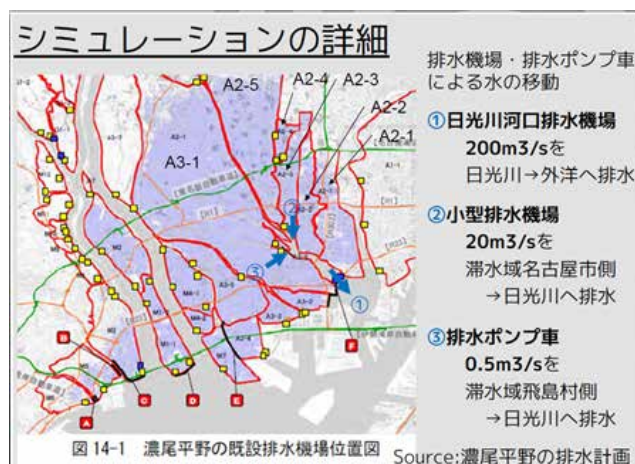 シミュレーションの詳細
A2-5
A2-4
A2-3
A2-2
A2-1
A3-1
②
③
①
A
B
C
D
E
F
図 14-1 濃尾平野の既設排水機場位置図
排水機場・排水ポンプ車
による水の移動
①日光川河口排水機場
200m3/sを
日光川→外洋へ排水
②小型排水機場
20m3/sを
滞水域名古屋市側
→日光川へ排水
③排水ポンプ車
0.5m3/sを
滞水域飛島村側
→日光川へ排水
Source:濃尾平野の排水計画